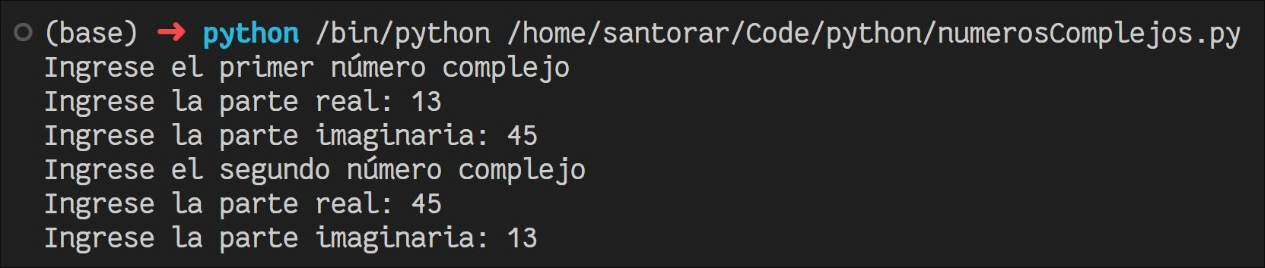 (base) ➜ python /bin/python /home/santorar/Code/python/numerosComplejos.py
Ingrese el primer número complejo
Ingrese la parte real: 13
Ingrese la parte imaginaria: 45
Ingrese el segundo número complejo
Ingrese la parte real: 45
Ingrese la parte imaginaria: 13